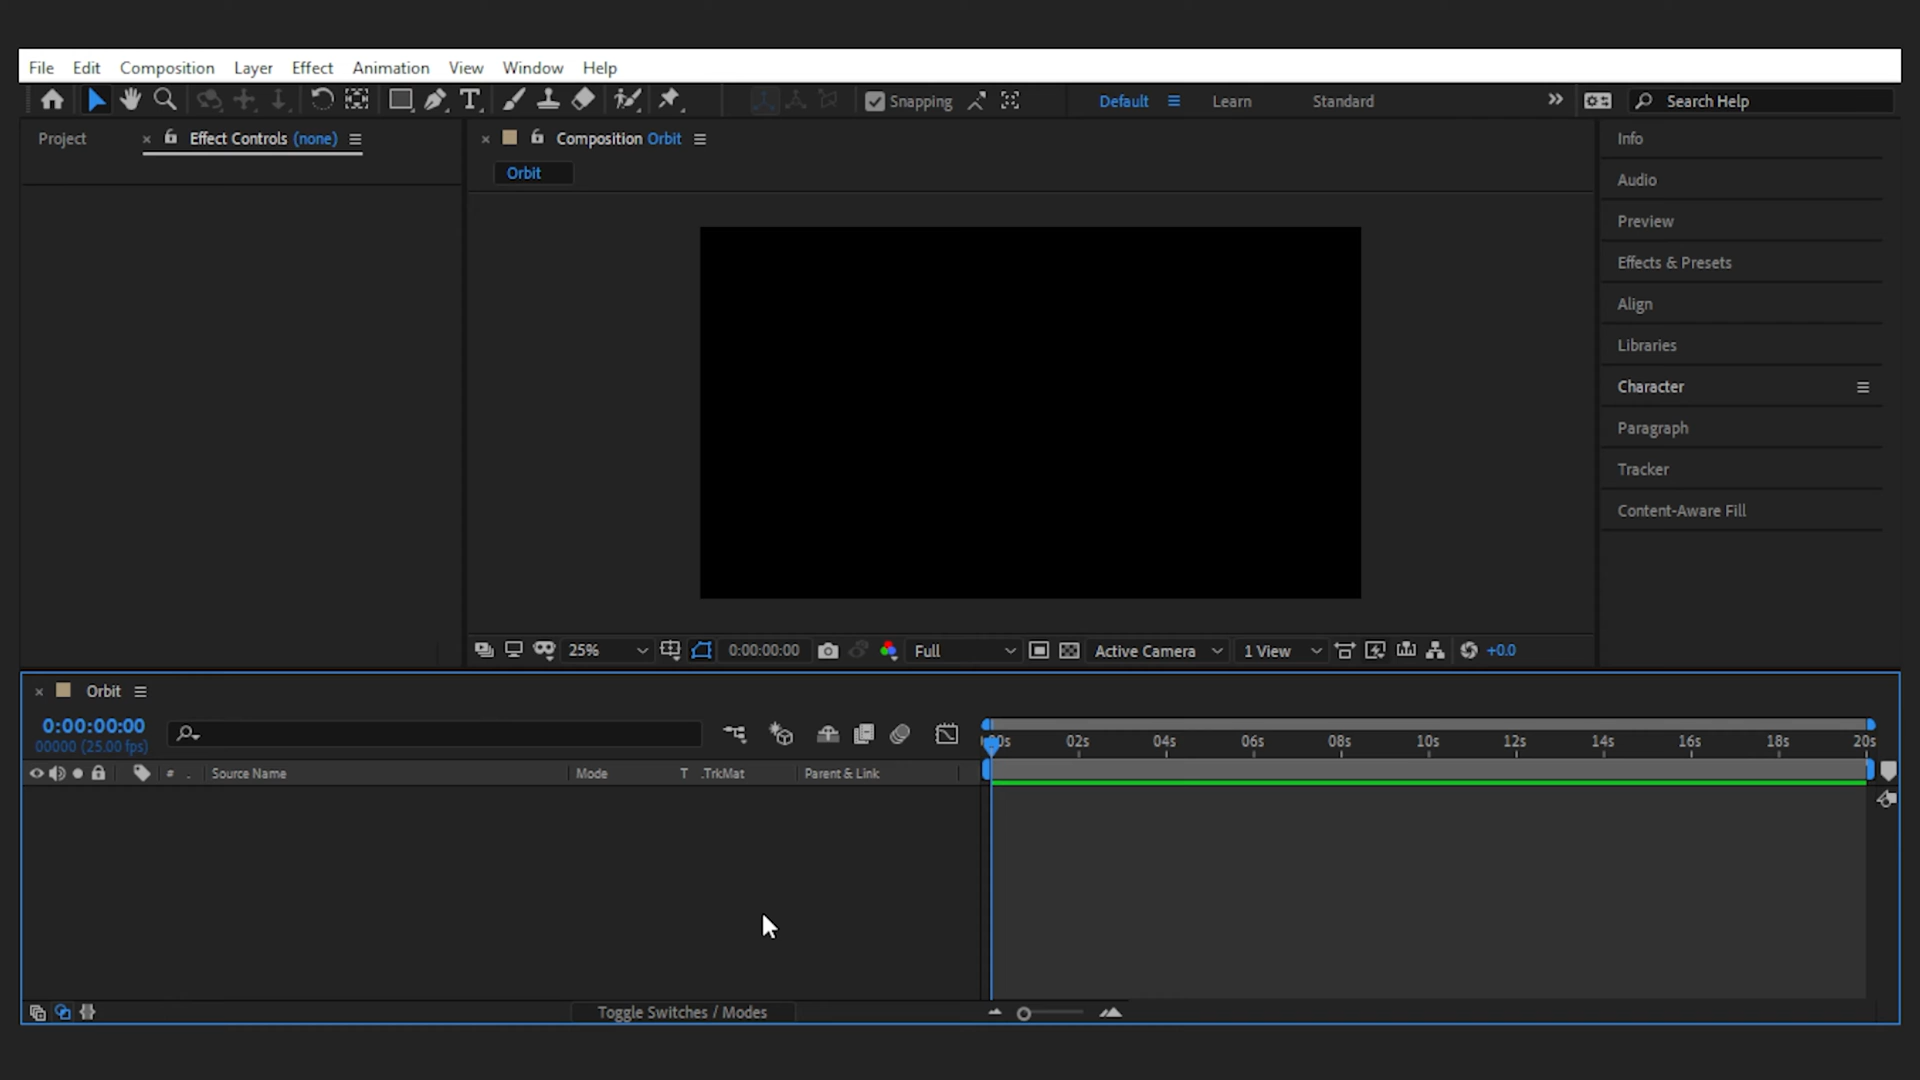 File Edit Composition Layer Effect Animation View Window Help
Snapping Default Learn Standard Search Help
Project Effect Controls (none) Composition Orbit
Orbit
Info
Audio
Preview
Effects & Presets
Align
Libraries
Character
Paragraph
Tracker
Content-Aware Fill
25% 0:00:00:00 Full Active Camera 1 View +0.0
Orbit
0:00:00:00
00000 (25.00 fps)
00s 02s 04s 06s 08s 10s 12s 14s 16s 18s 20s
# . Source Name Mode T .TrkMat Parent & Link
Toggle Switches / Modes